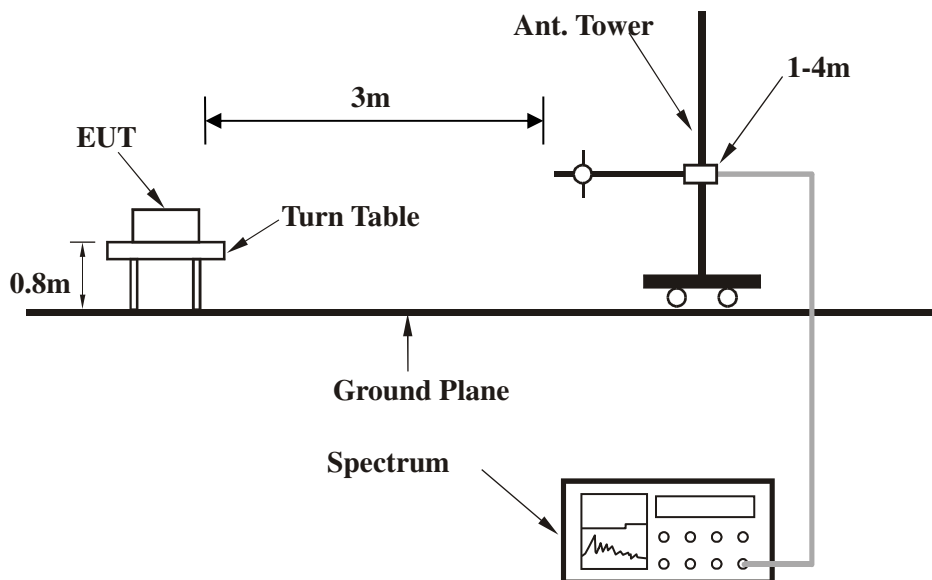 Ant. Tower
1-4m
3m
EUT
Turn Table
0.8m
Ground Plane
Spectrum